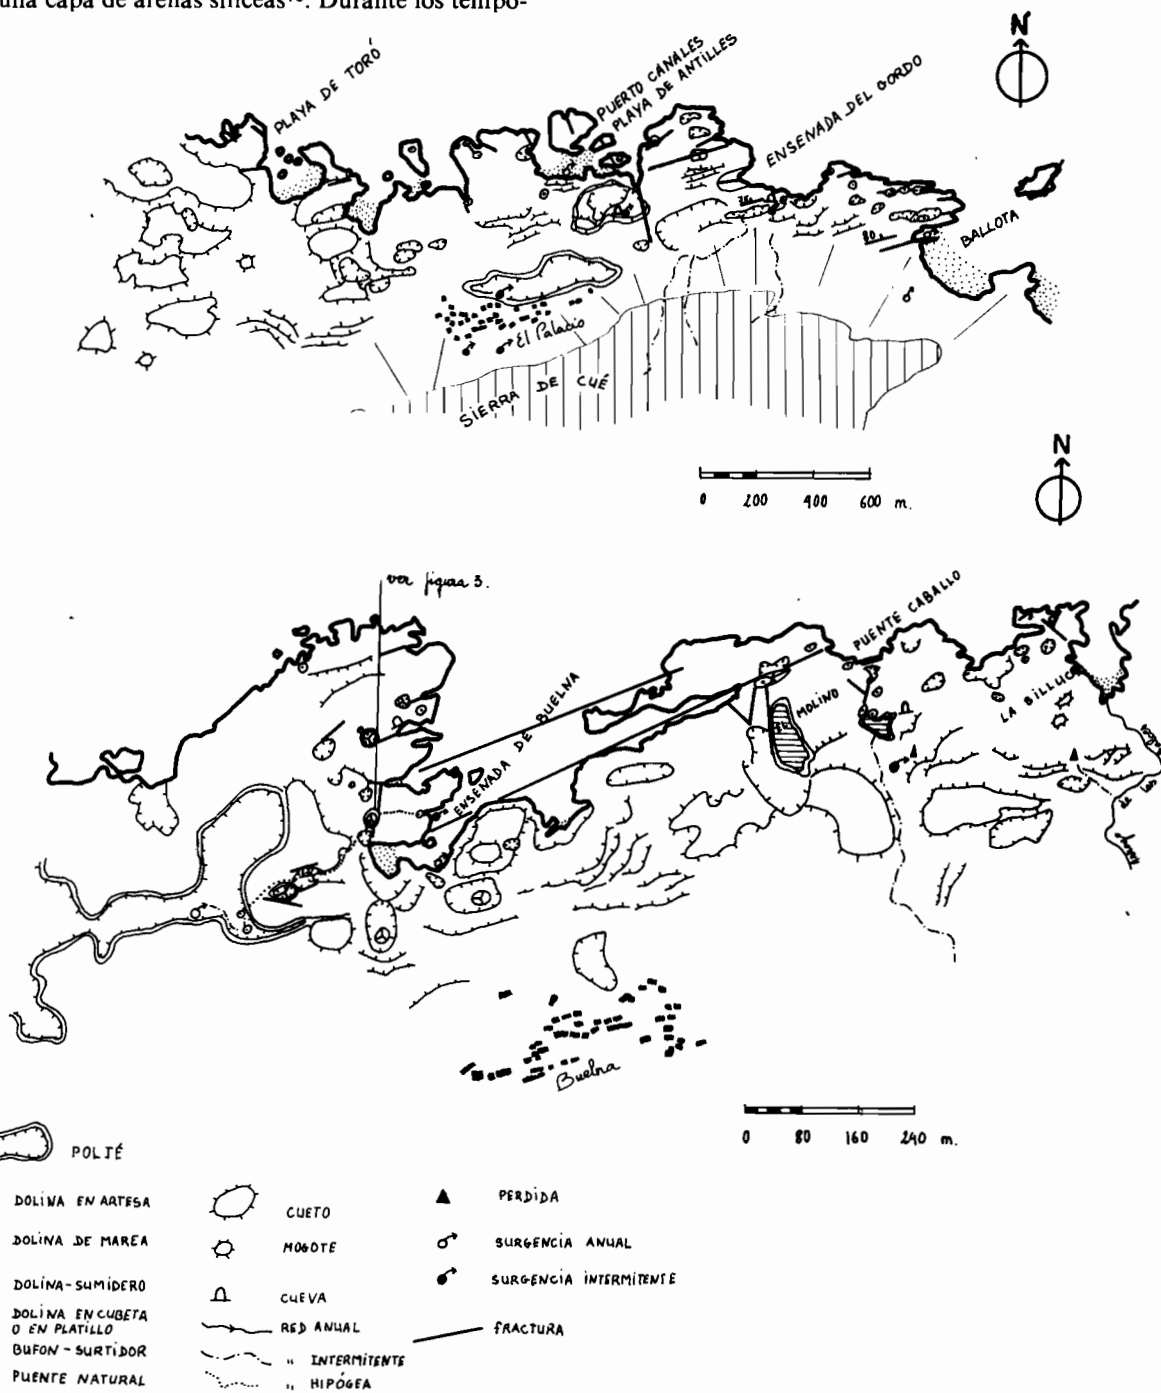 una capa de arenas silíceas
Durante los tempo-
N
PLAYA DE TORÓ
PUERTO CANALES
PLAYA DE ANTILLES
ENSENADA DEL GORDO
BALLOTA
80
El Palacio
SIERRA DE CUÉ
0 200 400 600 m.
N
ver figura 3.
PUENTE CABALLO
ENSENADA DE BUELNA
EL MOLINO
LA BILLUCA
Buelna
0 80 160 240 m.
POLJÉ
DOLINA EN ARTESA
DOLINA DE MAREA
DOLINA-SUMIDERO
DOLINA EN CUBETA
O EN PLATILLO
BUFON-SURTIDOR
PUENTE NATURAL
CUETO
MOGOTE
CUEVA
RED ANUAL
" INTERMITENTE
" HIPÓGEA
PERDIDA
SURGENCIA ANUAL
SURGENCIA INTERMITENTE
FRACTURA